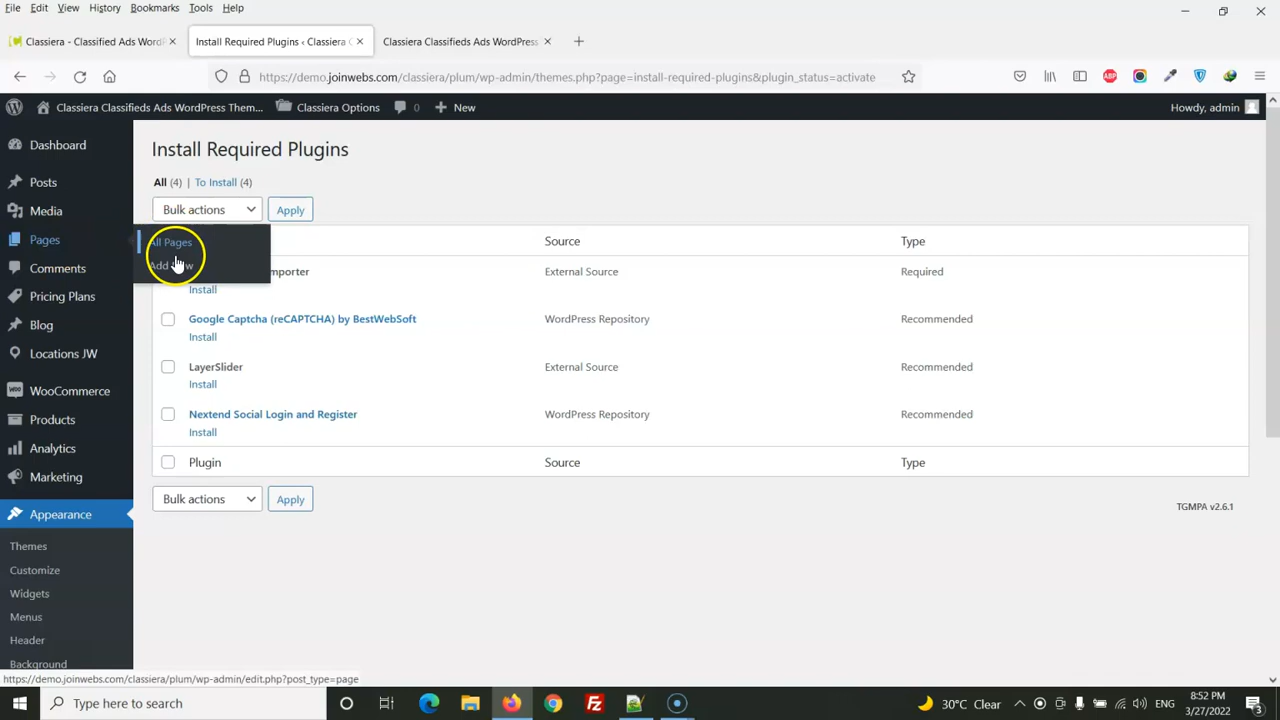 File Edit View History Bookmarks Tools Help
Classiera - Classified Ads WordP
Install Required Plugins ‹ Classiera C
Classiera Classifieds Ads WordPress
https://demo.joinwebs.com/classiera/plum/wp-admin/themes.php?page=install-required-plugins&plugin_status=activate
ABP
Classiera Classifieds Ads WordPress Them... Classiera Options 0 New Howdy, admin
Dashboard
Posts
Media
Pages
Comments
Pricing Plans
Blog
Locations JW
WooCommerce
Products
Analytics
Marketing
Appearance
Themes
Customize
Widgets
Menus
Header
Background
All Pages
Add New
Install Required Plugins
All (4) | To Install (4)
Bulk actions Apply
Source Type
mporter External Source Required
Install
Google Captcha (reCAPTCHA) by BestWebSoft WordPress Repository Recommended
Install
LayerSlider External Source Recommended
Install
Nextend Social Login and Register WordPress Repository Recommended
Install
Plugin Source Type
Bulk actions Apply
TGMPA v2.6.1
https://demo.joinwebs.com/classiera/plum/wp-admin/edit.php?post_type=page
Type here to search
30°C Clear
ENG
8:52 PM
3/27/2022
3